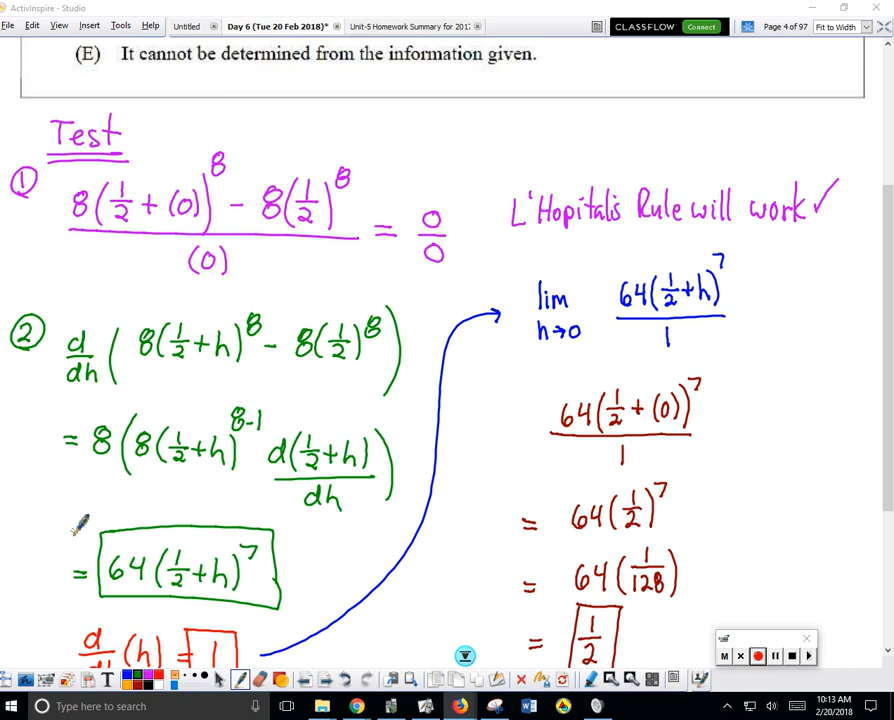 ActivInspire - Studio
File Edit View Insert Tools Help
Untitled
Day 6 (Tue 20 Feb 2018)*
Unit-5 Homework Summary for 2017
CLASSFLOW Connect
Page 4 of 97
Fit to Width
(E) It cannot be determined from the information given.
Test
① 8(1/2 + (0))^8 - 8(1/2)^8 / (0) = 0/0
L'Hopital's Rule will work ✓
lim h→0 64(1/2 + h)^7 / 1
② d/dh (8(1/2 + h)^8 - 8(1/2)^8)
64(1/2 + (0))^7 / 1
= 8(8(1/2 + h)^8-1 d(1/2 + h)/dh)
= 64(1/2)^7
= 64(1/2 + h)^7
= 64(1/128)
(h) = 1
= 1/2
M
T
Type here to search
10:13 AM
2/20/2018